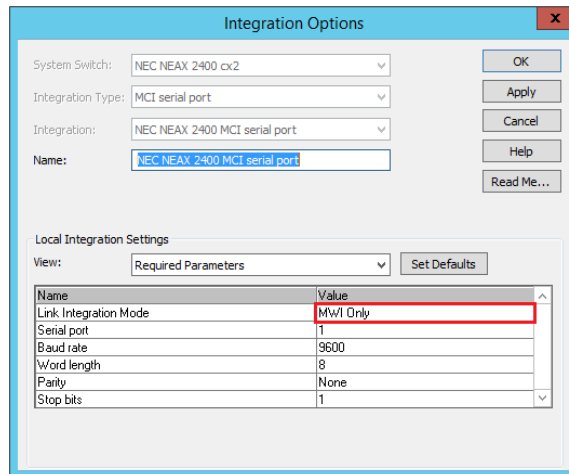 Integration Options
x
System Switch: NEC NEAX 2400 cx2 OK
Integration Type: MCI serial port Apply
Integration: NEC NEAX 2400 MCI serial port Cancel
Name: NEC NEAX 2400 MCI serial port Help
Read Me...
Local Integration Settings
View: Required Parameters Set Defaults
Name Value
Link Integration Mode MWI Only
Serial port 1
Baud rate 9600
Word length 8
Parity None
Stop bits 1